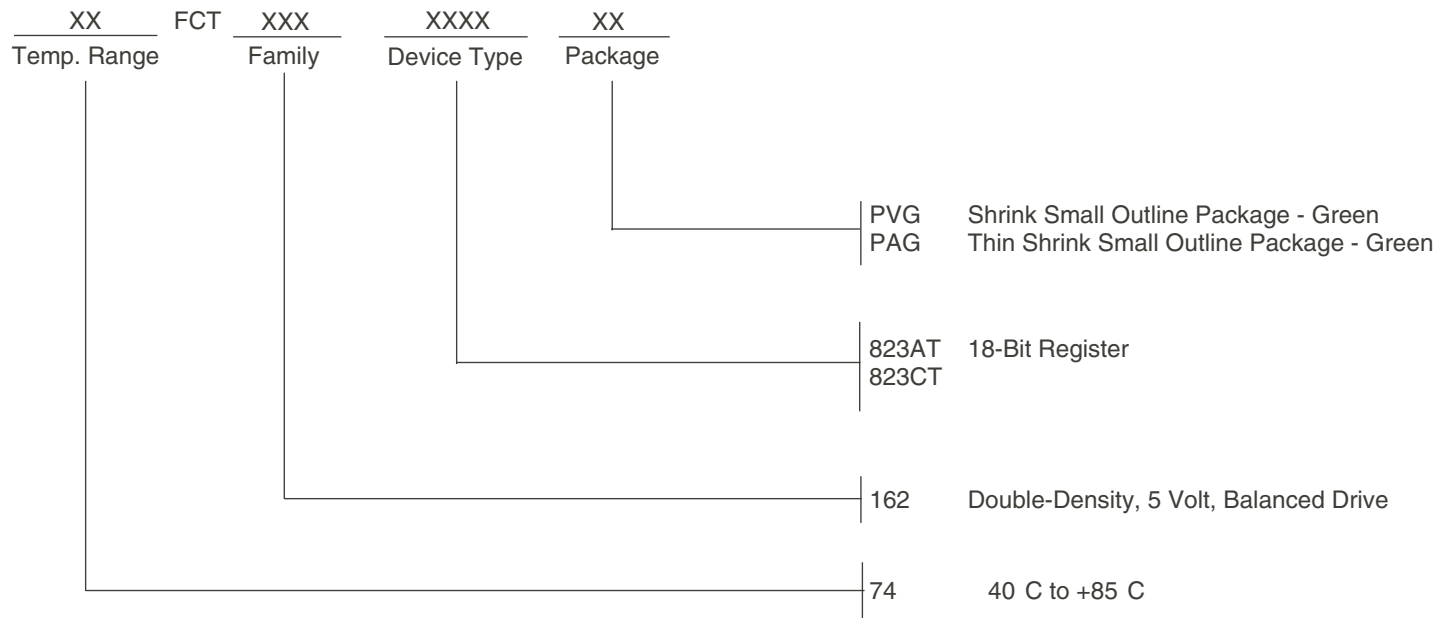 XX FCT XXX XXXX XX
Temp. Range Family Device Type Package
PVG Shrink Small Outline Package - Green
PAG Thin Shrink Small Outline Package - Green
823AT 18-Bit Register
823CT
162 Double-Density, 5 Volt, Balanced Drive
74 40 C to +85 C